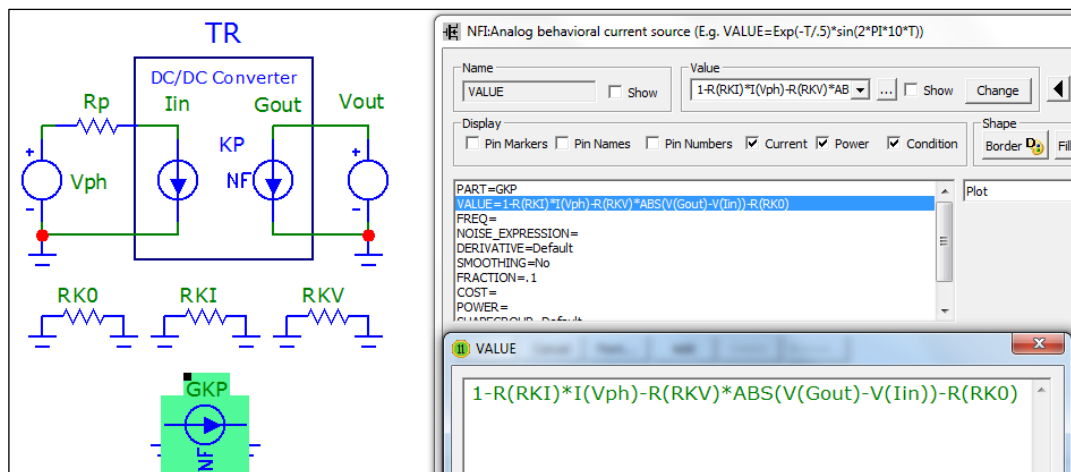 TR
DC/DC Converter
Rp
Iin
Gout
Vout
+
+
KP
Vph
NF
-
-
RK0
RKI
RKV
GKP
NF
NFI:Analog behavioral current source (E.g. VALUE=Exp(-T/.5)*sin(2*PI*10*T))
Name
VALUE
Show
Value
1-R(RKI)*I(Vph)-R(RKV)*AB
...
Show
Change
Display
Pin Markers
Pin Names
Pin Numbers
Current
Power
Condition
Shape
Border
Fil
PART=GKP
VALUE=1-R(RKI)*I(Vph)-R(RKV)*ABS(V(Gout)-V(Iin))-R(RK0)
FREQ=
NOISE_EXPRESSION=
DERIVATIVE=Default
SMOOTHING=No
FRACTION=.1
COST=
POWER=
Plot
11 VALUE
1-R(RKI)*I(Vph)-R(RKV)*ABS(V(Gout)-V(Iin))-R(RK0)